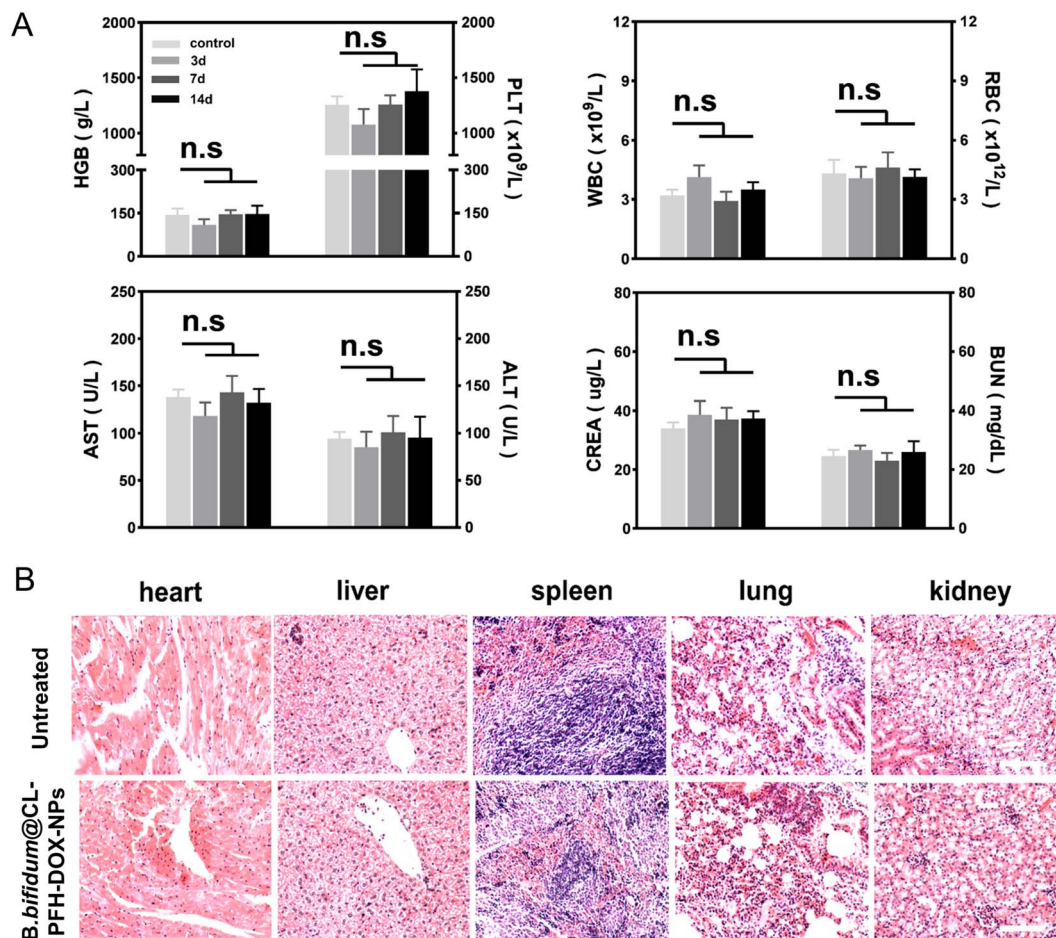 A
2000
1500
1000
300
150
0
HGB ( g/L )
control
3d
7d
14d
n.s
n.s
2000
1500
1000
300
150
0
PLT ( x10⁹/L )
12
9
6
3
0
WBC ( x10⁹/L )
n.s
n.s
12
9
6
3
0
RBC ( x10¹²/L )
250
200
150
100
50
0
AST ( U/L )
n.s
n.s
250
200
150
100
50
0
ALT ( U/L )
80
60
40
20
0
CREA ( ug/L )
n.s
n.s
80
60
40
20
0
BUN ( mg/dL )
B
heart liver spleen lung kidney
Untreated
B.bifidum@CL-
PFH-DOX-NPs